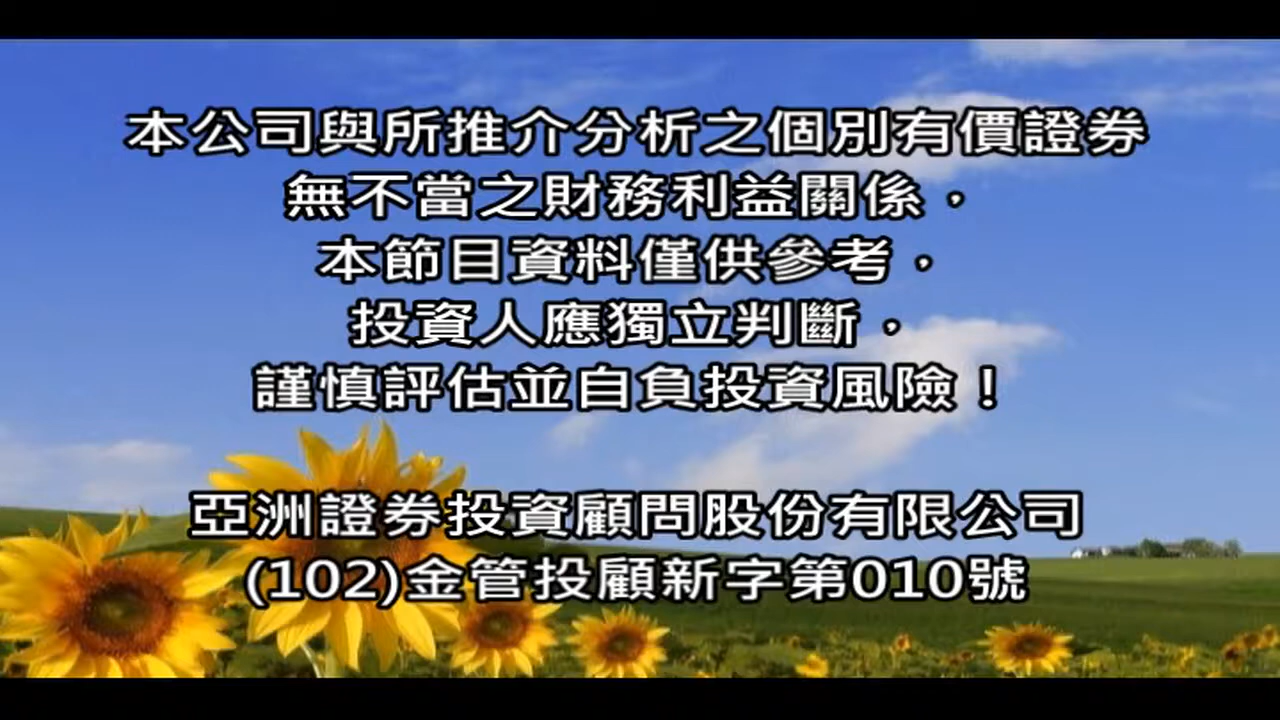 本公司與所推介分析之個別有價證券
無不當之財務利益關係，
本節目資料僅供參考，
投資人應獨立判斷，
謹慎評估並自負投資風險！
亞洲證券投資顧問股份有限公司
(102)金管投顧新字第010號